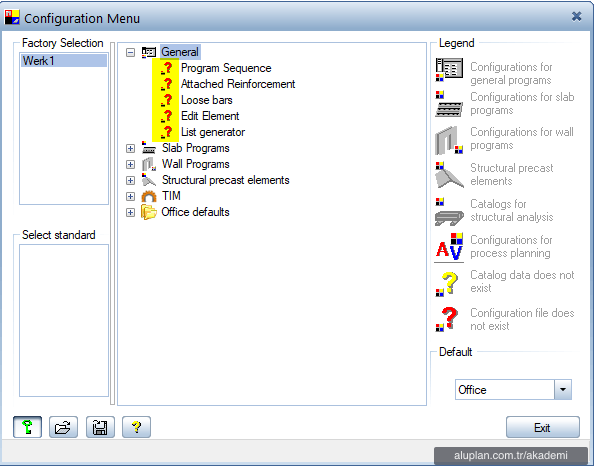 Configuration Menu
Factory Selection
Werk1
Select standard
General
Program Sequence
Attached Reinforcement
Loose bars
Edit Element
List generator
Slab Programs
Wall Programs
Structural precast elements
TIM
Office defaults
Legend
Configurations for
general programs
Configurations for slab
programs
Configurations for wall
programs
Structural precast
elements
Catalogs for
structural analysis
Configurations for
process planning
Catalog data does not
exist
Configuration file does
not exist
Default
Office
Exit
aluplan.com.tr/akademi